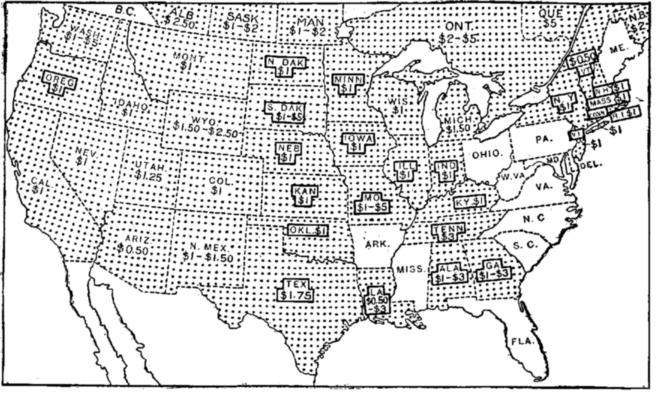 B.C.
ALB.
$2.50.
SASK
$1-$2
MAN
$1-$2
ONT.
$2-$5
QUE
$5
N.B.
WASH.
MONT.
$1
N. DAK
$1
MINN
$1
ME.
$0.50
VT.
N.H. $1
MASS
CONN.
R.I. $1
$1
OREG
$1
IDAHO
$1
WYO.
$1.50-$2.50
S. DAK
$1-$5
WIS.
$1
MICH
$1.50
N.Y.
$1
NEB
$1
IOWA
$1
ILL
$1
IND
$1
OHIO.
PA.
N.J.
-$1
MD.
DEL.
W.VA.
VA.
NEV.
$1
UTAH
$1.25
COL.
$1
KAN
$1
MO
$1-$5
KY. $1
CAL.
$1
ARIZ
$0.50
N. MEX.
$1-$1.50
OKL. $1
ARK.
TENN
$3
N. C
S. C.
TEX
$1.75
LA
$0.50
-$3
MISS.
ALA
$1-$3
GA
$1-$3
FLA.